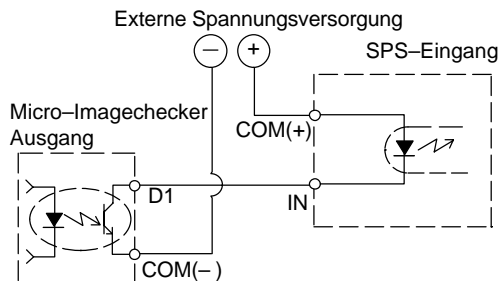 Externe Spannungsversorgung
— +
SPS–Eingang
Micro–Imagechecker
Ausgang
COM(+)
D1
IN
COM(–)